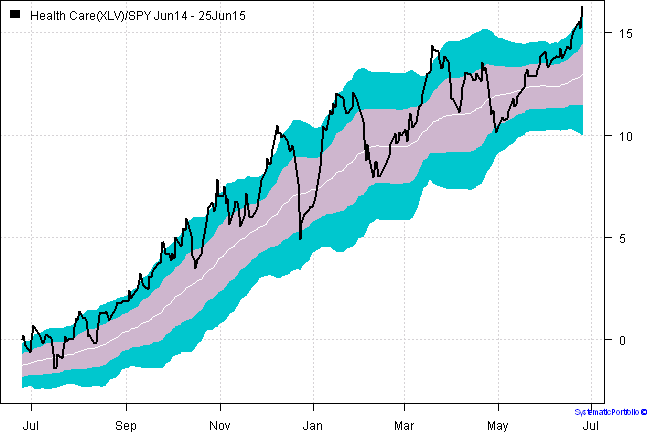 Health Care(XLV)/SPY Jun14 - 25Jun15
15
10
5
0
Jul Sep Nov Jan Mar May Jul
SystematicPortfolio ©